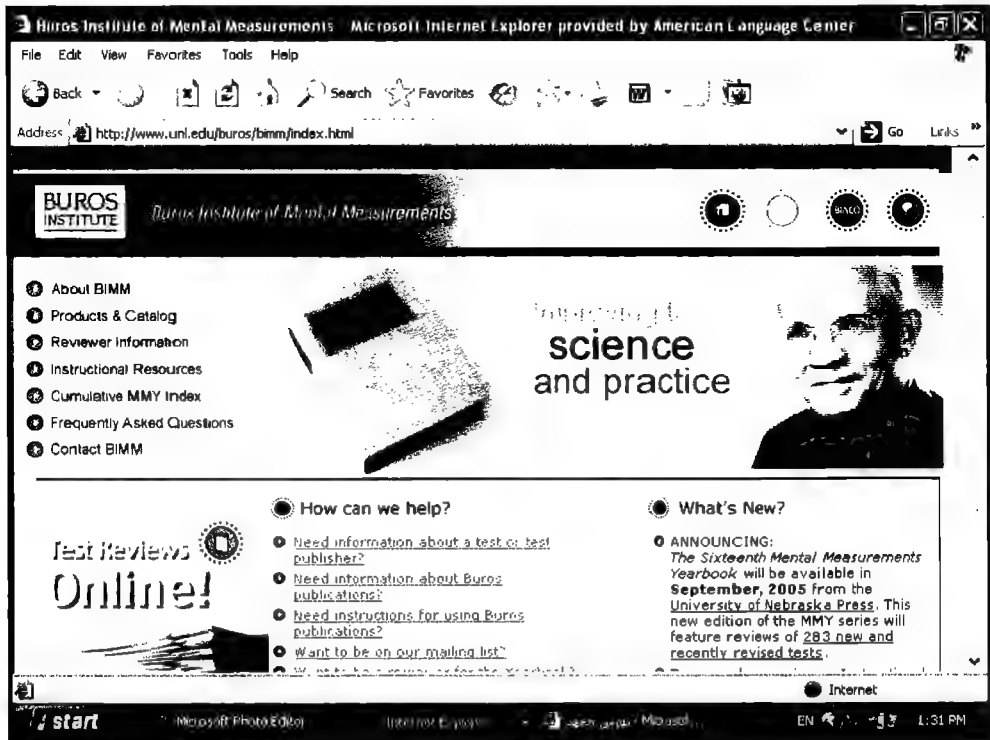 Buros Institute of Mental Measurements - Microsoft Internet Explorer provided by American Language Center
File Edit View Favorites Tools Help
Back Search Favorites
Address http://www.unl.edu/buros/bimm/index.html Go Links »
BUROS
INSTITUTE
Buros Institute of Mental Measurements
About BIMM
Products & Catalog
Reviewer Information
Instructional Resources
Cumulative MMY Index
Frequently Asked Questions
Contact BIMM
science
and practice
Test Reviews
Online!
How can we help?
Need information about a test or test
publisher?
Need information about Buros
publications?
Need instructions for using Buros
publications?
Want to be on our mailing list?
What's New?
ANNOUNCING:
The Sixteenth Mental Measurements
Yearbook will be available in
September, 2005 from the
University of Nebraska Press. This
new edition of the MMY series will
feature reviews of 283 new and
recently revised tests.
Internet
start Microsoft Photo Editor Internet Explorer EN 1:31 PM